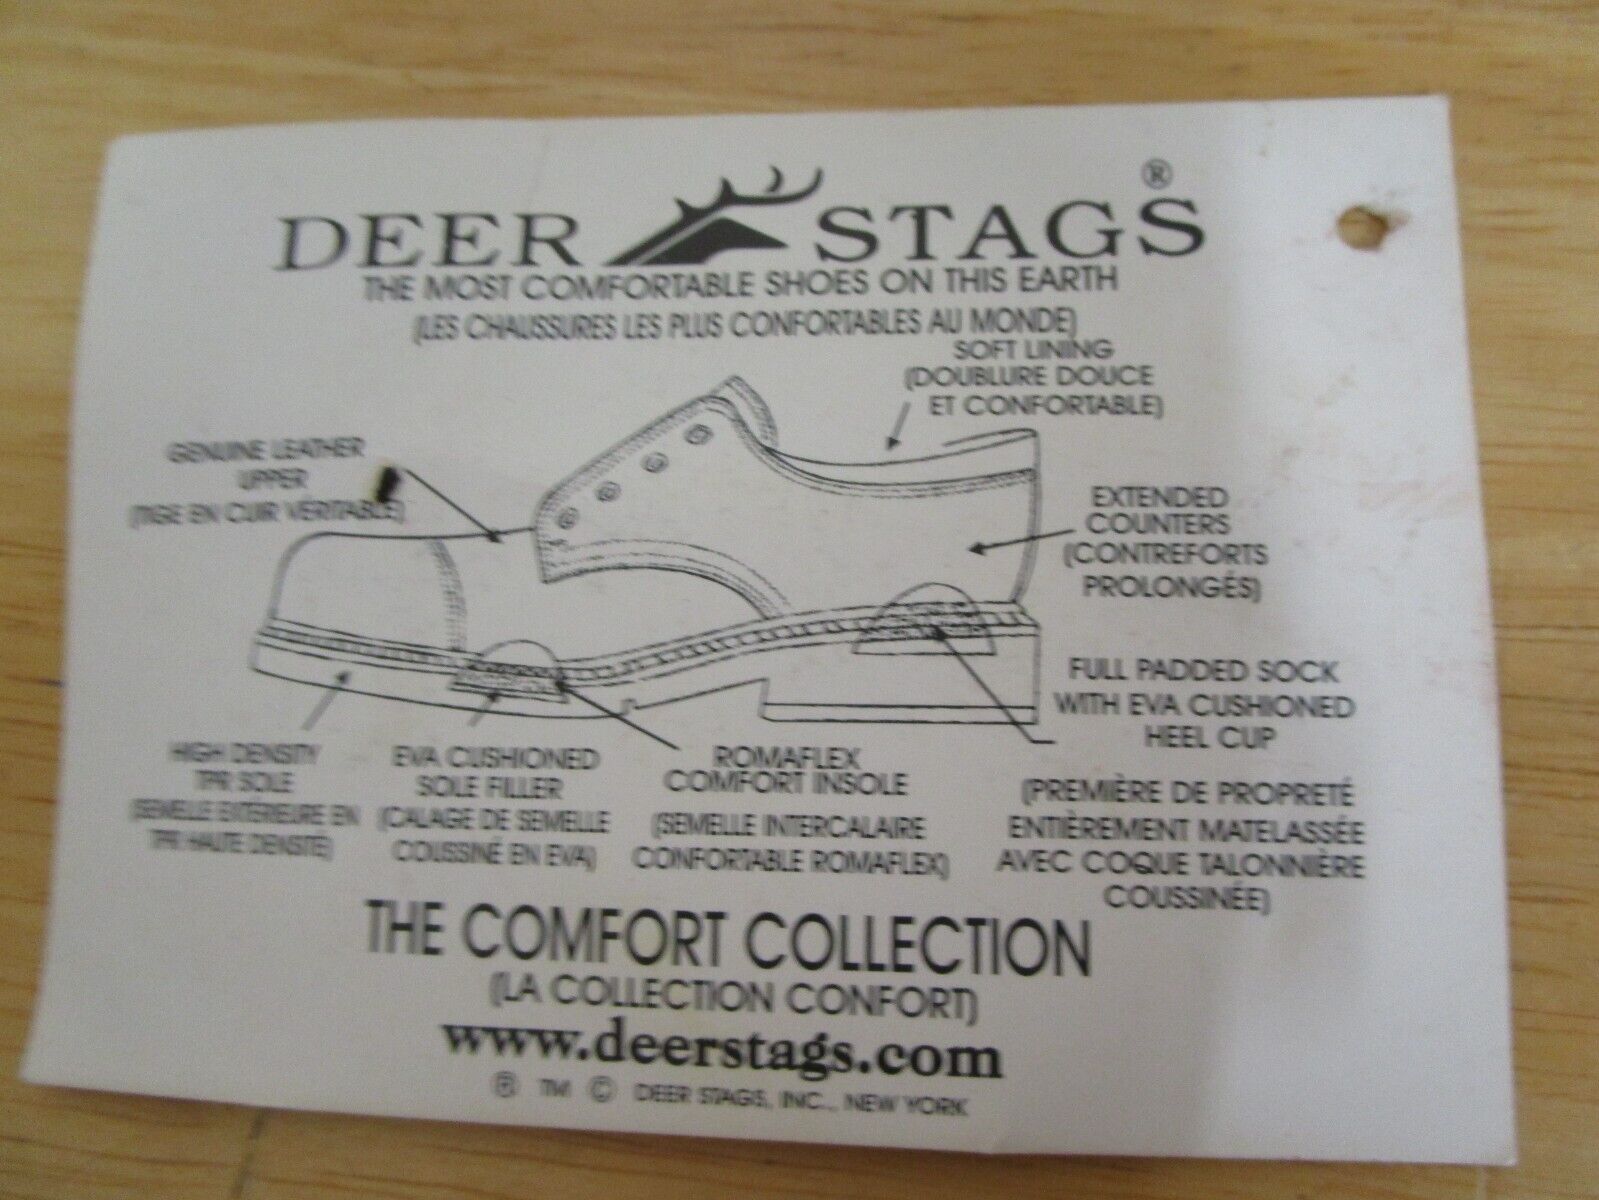 DEER STAGS®
THE MOST COMFORTABLE SHOES ON THIS EARTH
(LES CHAUSSURES LES PLUS CONFORTABLES AU MONDE)
SOFT LINING
(DOUBLURE DOUCE
ET CONFORTABLE)
GENUINE LEATHER
UPPER
(TIGE EN CUIR VÉRITABLE)
EXTENDED
COUNTERS
(CONTREFORTS
PROLONGÉS)
FULL PADDED SOCK
WITH EVA CUSHIONED
HEEL CUP
(PREMIÈRE DE PROPRETÉ
ENTIÈREMENT MATELASSÉE
AVEC COQUE TALONNIÈRE
COUSSINÉE)
HIGH DENSITY
TPR SOLE
(SEMELLE EXTÉRIEURE EN
TPR HAUTE DENSITÉ)
EVA CUSHIONED
SOLE FILLER
(CALAGE DE SEMELLE
COUSSINÉ EN EVA)
ROMAFLEX
COMFORT INSOLE
(SEMELLE INTERCALAIRE
CONFORTABLE ROMAFLEX)
THE COMFORT COLLECTION
(LA COLLECTION CONFORT)
www.deerstags.com
® TM © DEER STAGS, INC., NEW YORK